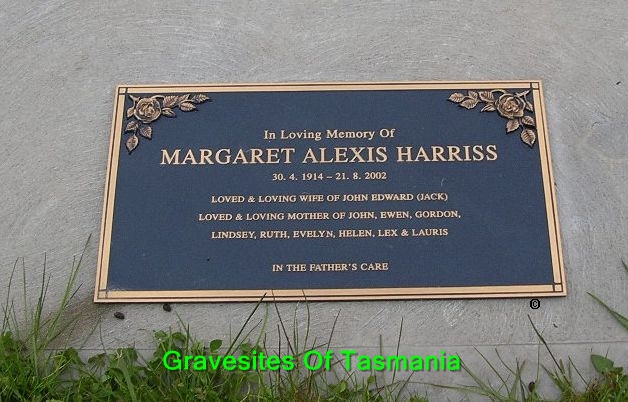 In Loving Memory Of
MARGARET ALEXIS HARRISS
30. 4. 1914 – 21. 8. 2002
LOVED & LOVING WIFE OF JOHN EDWARD (JACK)
LOVED & LOVING MOTHER OF JOHN, EWEN, GORDON,
LINDSEY, RUTH, EVELYN, HELEN, LEX & LAURIS
IN THE FATHER'S CARE
©
Gravesites Of Tasmania